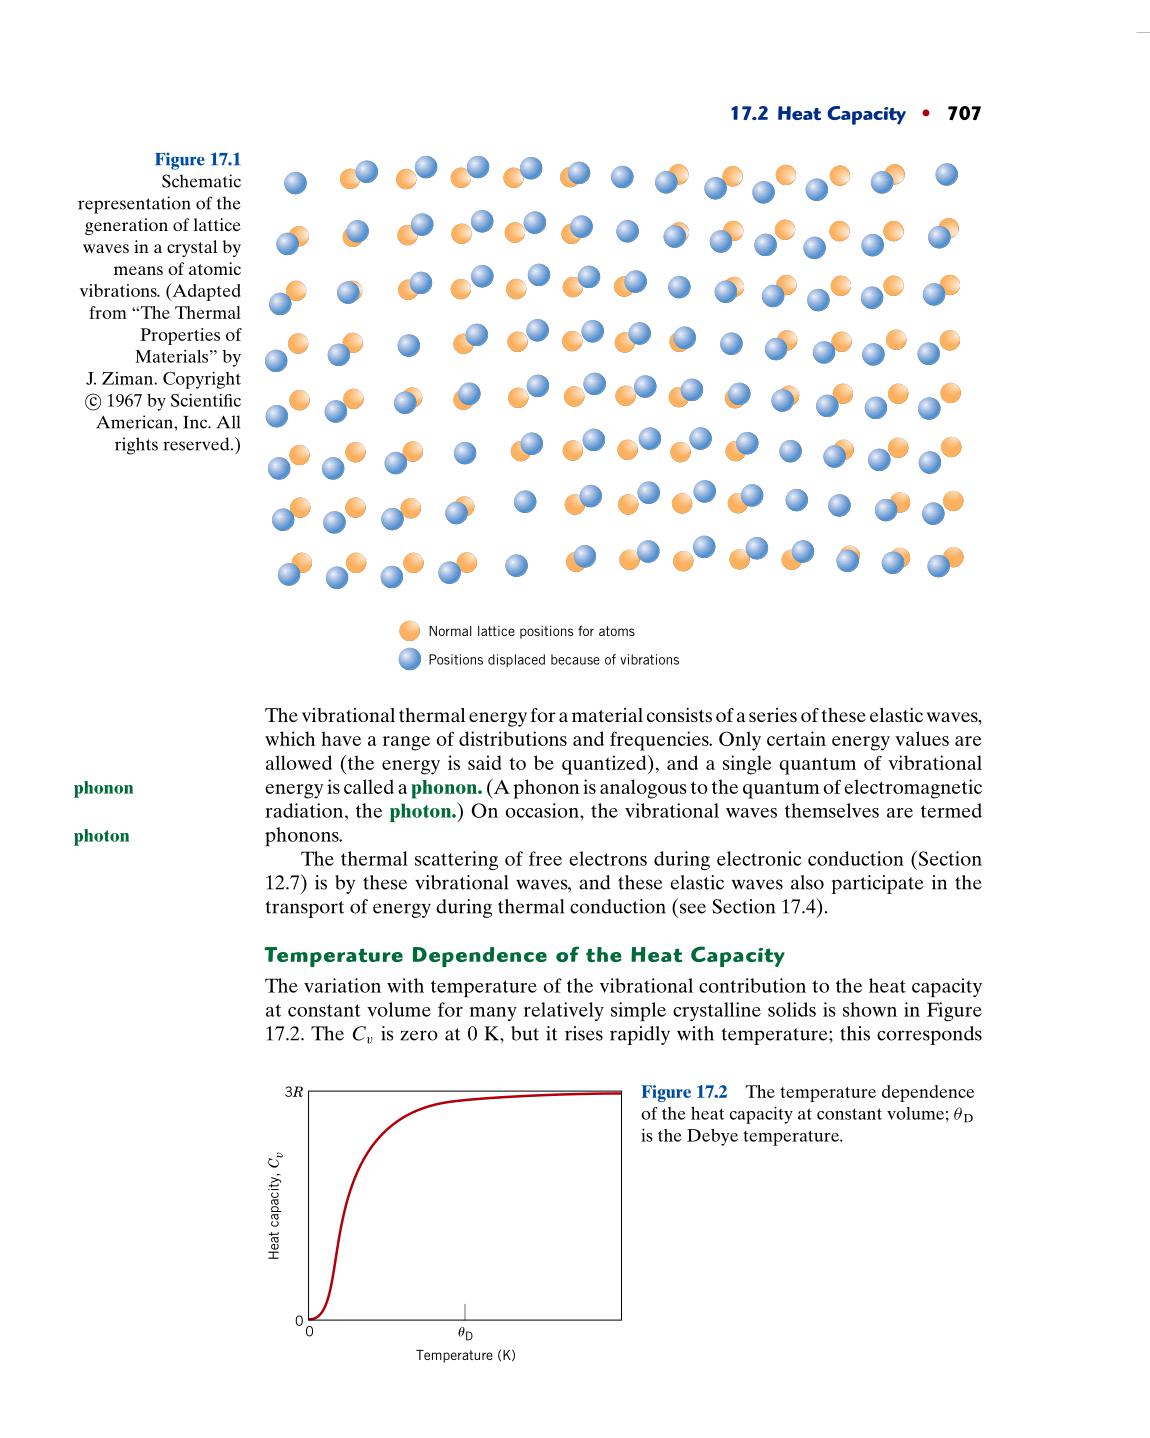 17.2 Heat Capacity • 707
Figure 17.1
Schematic
representation of the
generation of lattice
waves in a crystal by
means of atomic
vibrations. (Adapted
from “The Thermal
Properties of
Materials” by
J. Ziman. Copyright
© 1967 by Scientific
American, Inc. All
rights reserved.)
Normal lattice positions for atoms
Positions displaced because of vibrations
The vibrational thermal energy for a material consists of a series of these elastic waves,
which have a range of distributions and frequencies. Only certain energy values are
allowed (the energy is said to be quantized), and a single quantum of vibrational
phonon
energy is called a phonon. (A phonon is analogous to the quantum of electromagnetic
radiation, the photon.) On occasion, the vibrational waves themselves are termed
photon
phonons.
The thermal scattering of free electrons during electronic conduction (Section
12.7) is by these vibrational waves, and these elastic waves also participate in the
transport of energy during thermal conduction (see Section 17.4).
Temperature Dependence of the Heat Capacity
The variation with temperature of the vibrational contribution to the heat capacity
at constant volume for many relatively simple crystalline solids is shown in Figure
17.2. The Cv is zero at 0 K, but it rises rapidly with temperature; this corresponds
3R
Heat capacity, Cv
0
0
θD
Temperature (K)
Figure 17.2 The temperature dependence
of the heat capacity at constant volume; θD
is the Debye temperature.